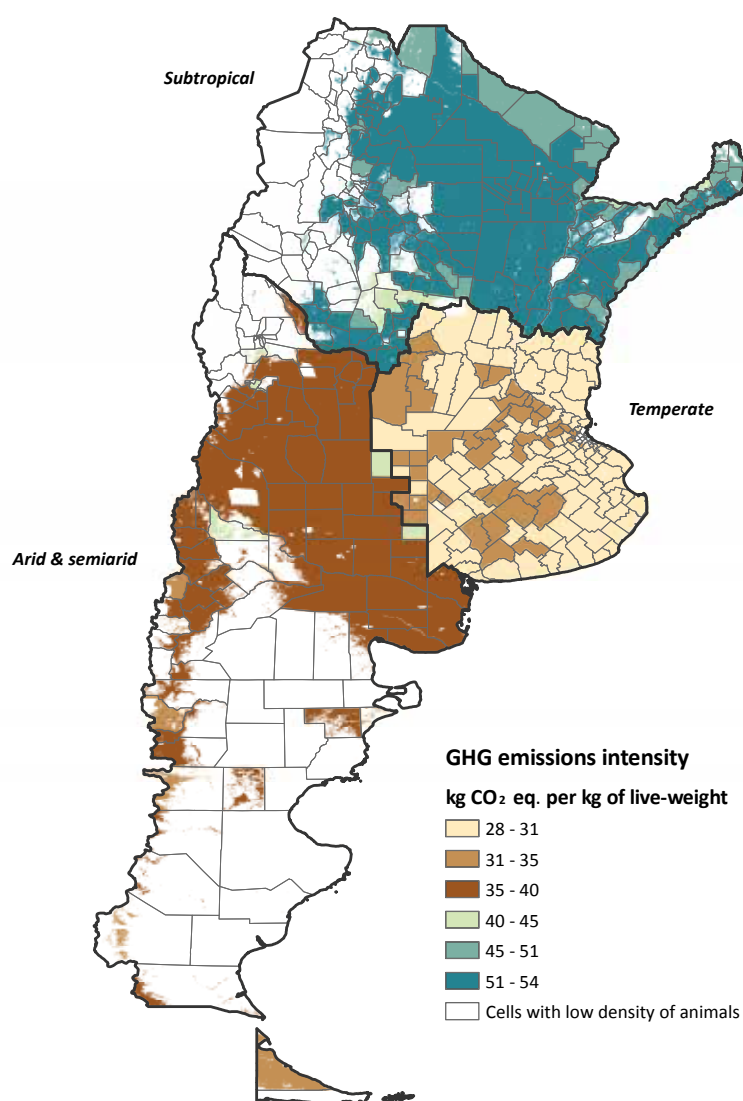 Subtropical
Temperate
Arid & semiarid
GHG emissions intensity
kg CO₂ eq. per kg of live-weight
28 - 31
31 - 35
35 - 40
40 - 45
45 - 51
51 - 54
Cells with low density of animals